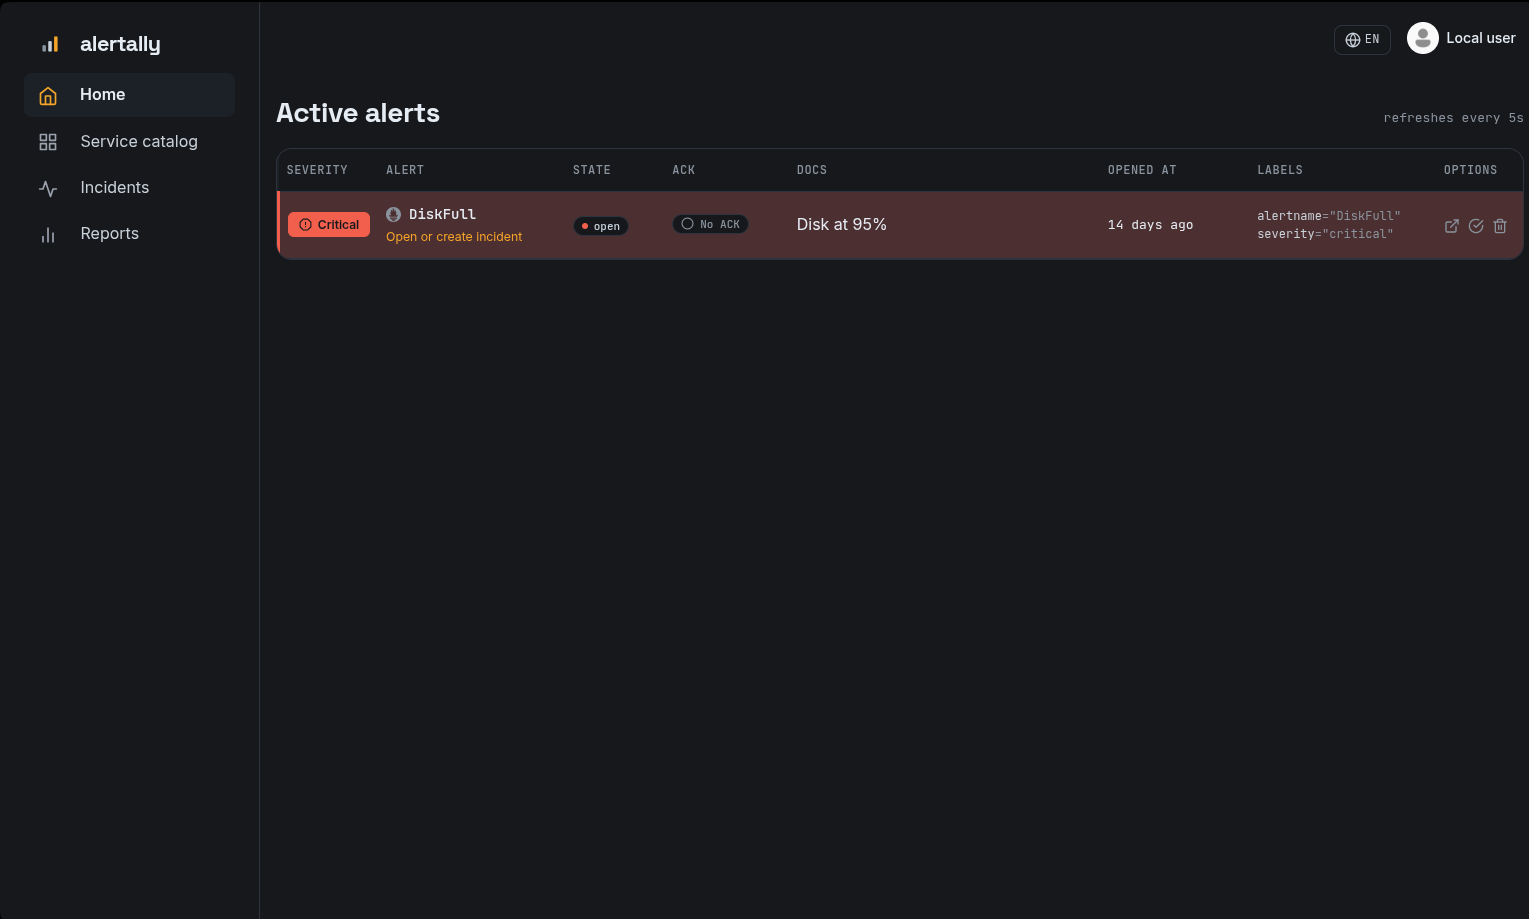 alertally
Home
Service catalog
Incidents
Reports
EN
Local user
Active alerts
refreshes every 5s
SEVERITY ALERT STATE ACK DOCS OPENED AT LABELS OPTIONS
Critical
DiskFull
Open or create incident
open
No ACK
Disk at 95%
14 days ago
alertname="DiskFull"
severity="critical"